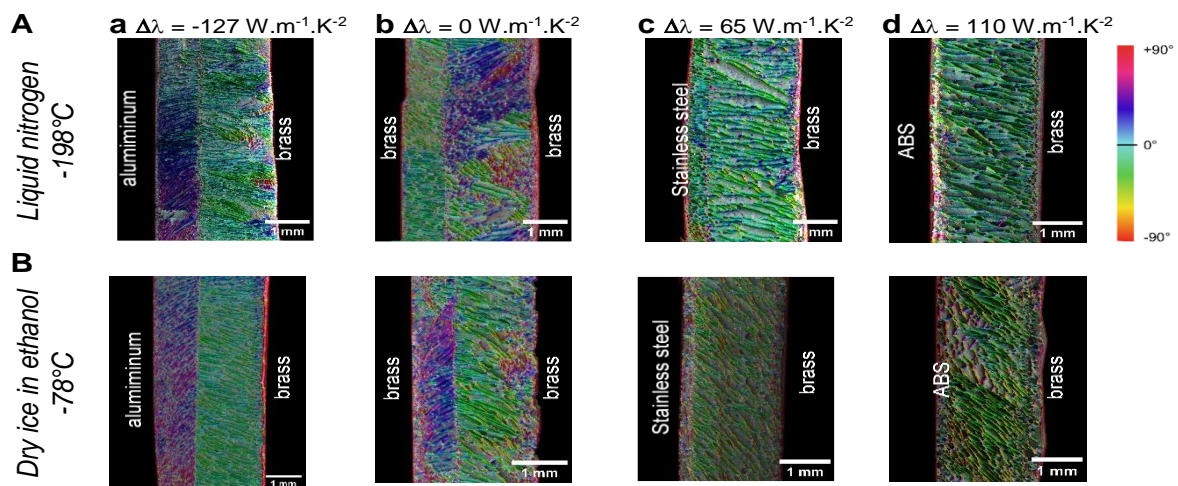 A
a Δλ = -127 W.m⁻¹.K⁻²
b Δλ = 0 W.m⁻¹.K⁻²
c Δλ = 65 W.m⁻¹.K⁻²
d Δλ = 110 W.m⁻¹.K⁻²
Liquid nitrogen
-198°C
alumiminum
brass
1 mm
brass
brass
1 mm
Stainless steel
brass
1 mm
ABS
brass
1 mm
+90°
0°
-90°
B
Dry ice in ethanol
-78°C
alumiminum
brass
1 mm
brass
brass
1 mm
Stainless steel
brass
1 mm
ABS
brass
1 mm